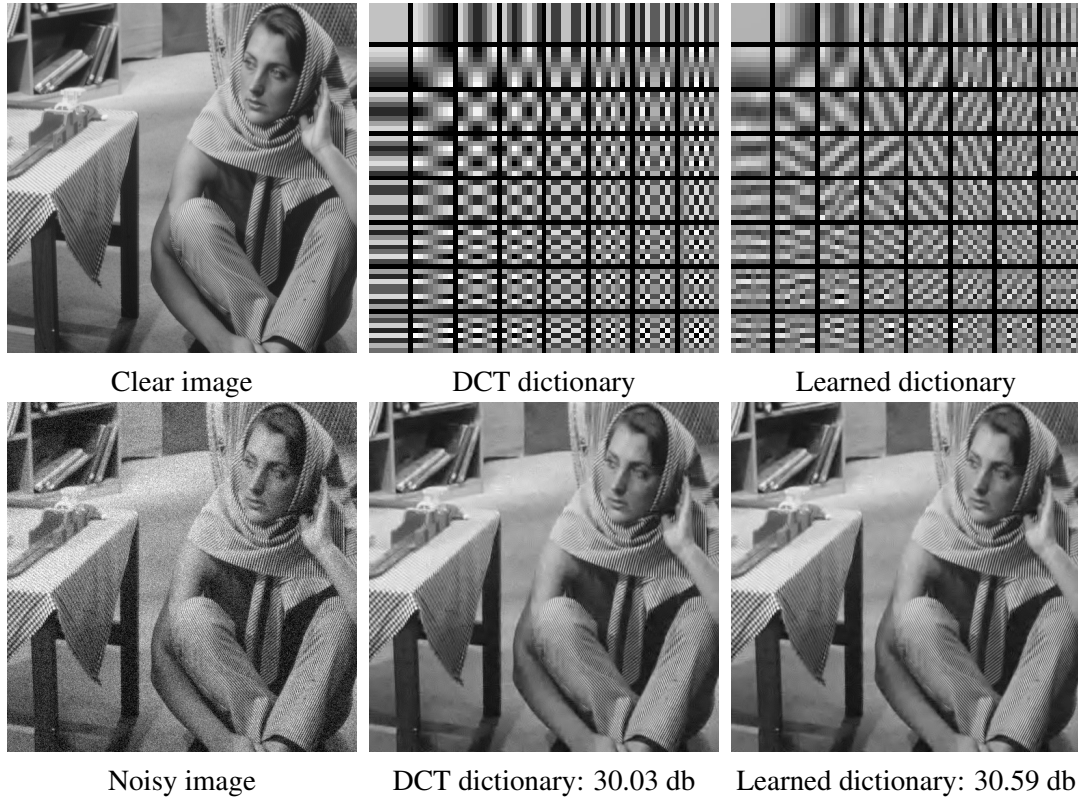 Clear image
DCT dictionary
Learned dictionary
Noisy image
DCT dictionary: 30.03 db
Learned dictionary: 30.59 db